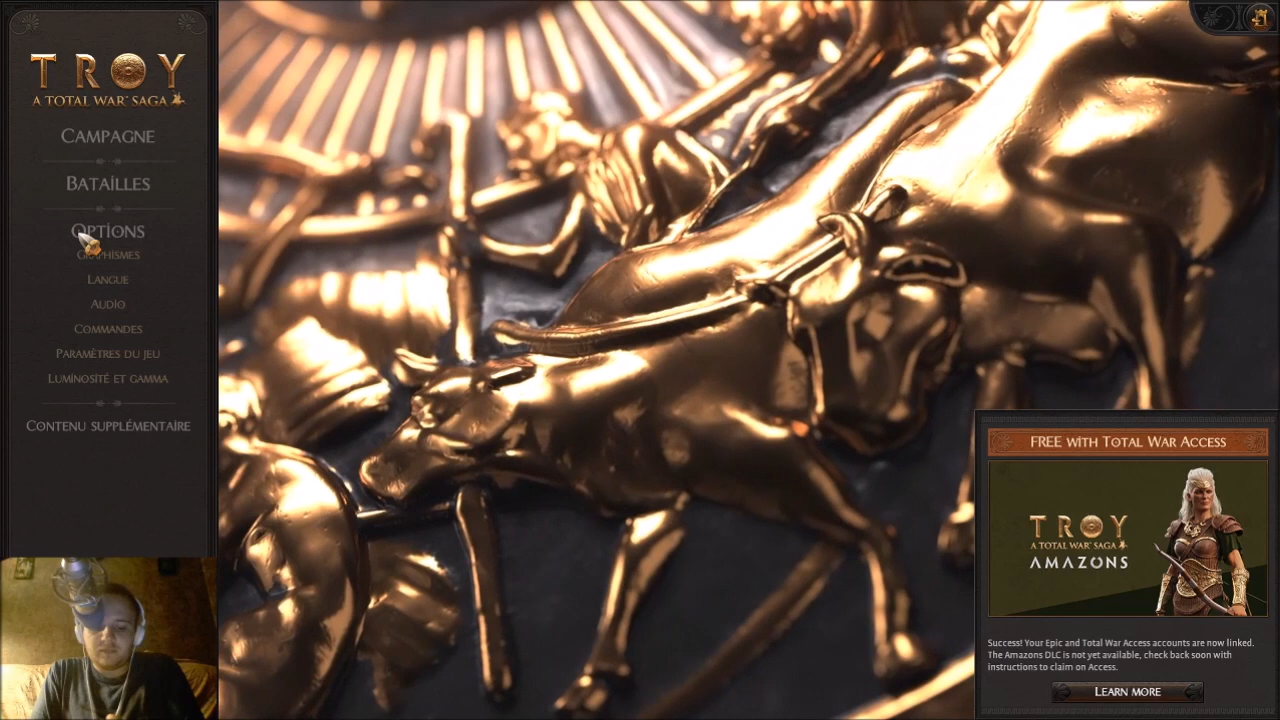 TROY
A TOTAL WAR SAGA
CAMPAGNE
BATAILLES
OPTIONS
GRAPHISMES
LANGUE
AUDIO
COMMANDES
PARAMÈTRES DU JEU
LUMINOSITÉ ET GAMMA
CONTENU SUPPLÉMENTAIRE
FREE WITH TOTAL WAR ACCESS
TROY
A TOTAL WAR SAGA
AMAZONS
Success! Your Epic and Total War Access accounts are now linked.
The Amazons DLC is not yet available, check back soon with
instructions to claim on Access.
LEARN MORE